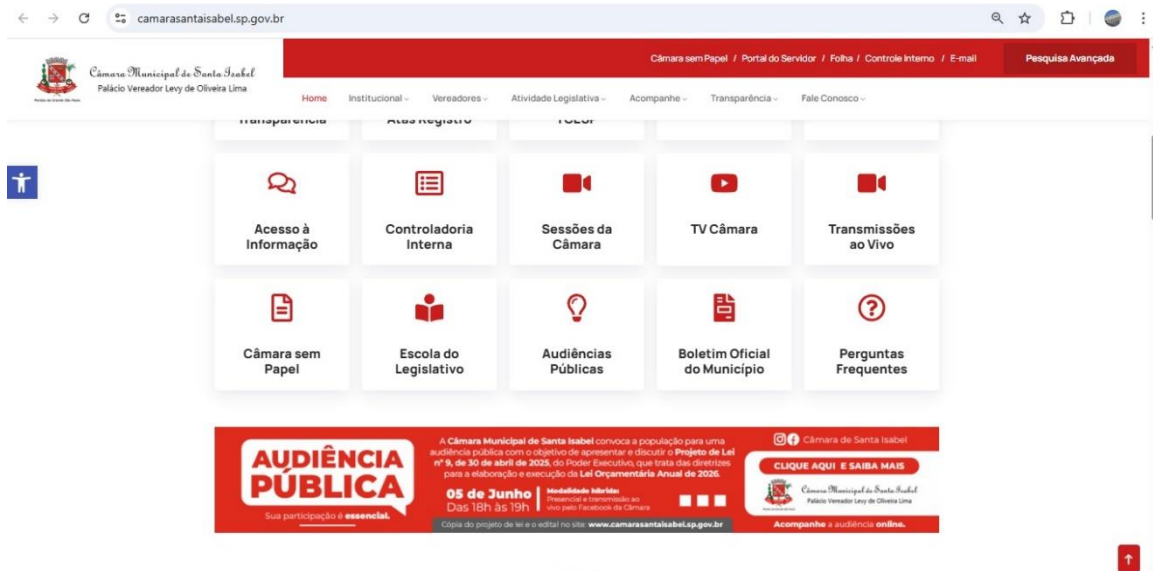 camarasantaisabel.sp.gov.br
Câmara Municipal de Santa Isabel
Palácio Vereador Levy de Oliveira Lima
Câmara sem Papel / Portal do Servidor / Folha / Controle Interno / E-mail
Pesquisa Avançada
Home Institucional Vereadores Atividade Legislativa Acompanhe Transparência Fale Conosco
Transparência Atas Registro TCESP
Acesso à
Informação
Controladoria
Interna
Sessões da
Câmara
TV Câmara
Transmissões
ao Vivo
Câmara sem
Papel
Escola do
Legislativo
Audiências
Públicas
Boletim Oficial
do Município
Perguntas
Frequentes
AUDIÊNCIA
PÚBLICA
Sua participação é essencial.
A Câmara Municipal de Santa Isabel convoca a população para uma
audiência pública com o objetivo de apresentar e discutir o Projeto de Lei
nº 9, de 30 de abril de 2025, do Poder Executivo, que trata das diretrizes
para a elaboração e execução da Lei Orçamentária Anual de 2026.
05 de Junho
Das 18h às 19h
Modalidade híbrida:
Presencial e transmissão ao
vivo pelo Facebook da Câmara
Cópia do projeto de lei e o edital no site: www.camarasantaisabel.sp.gov.br
Câmara de Santa Isabel
CLIQUE AQUI E SAIBA MAIS
Câmara Municipal de Santa Isabel
Palácio Vereador Levy de Oliveira Lima
Acompanhe a audiência online.